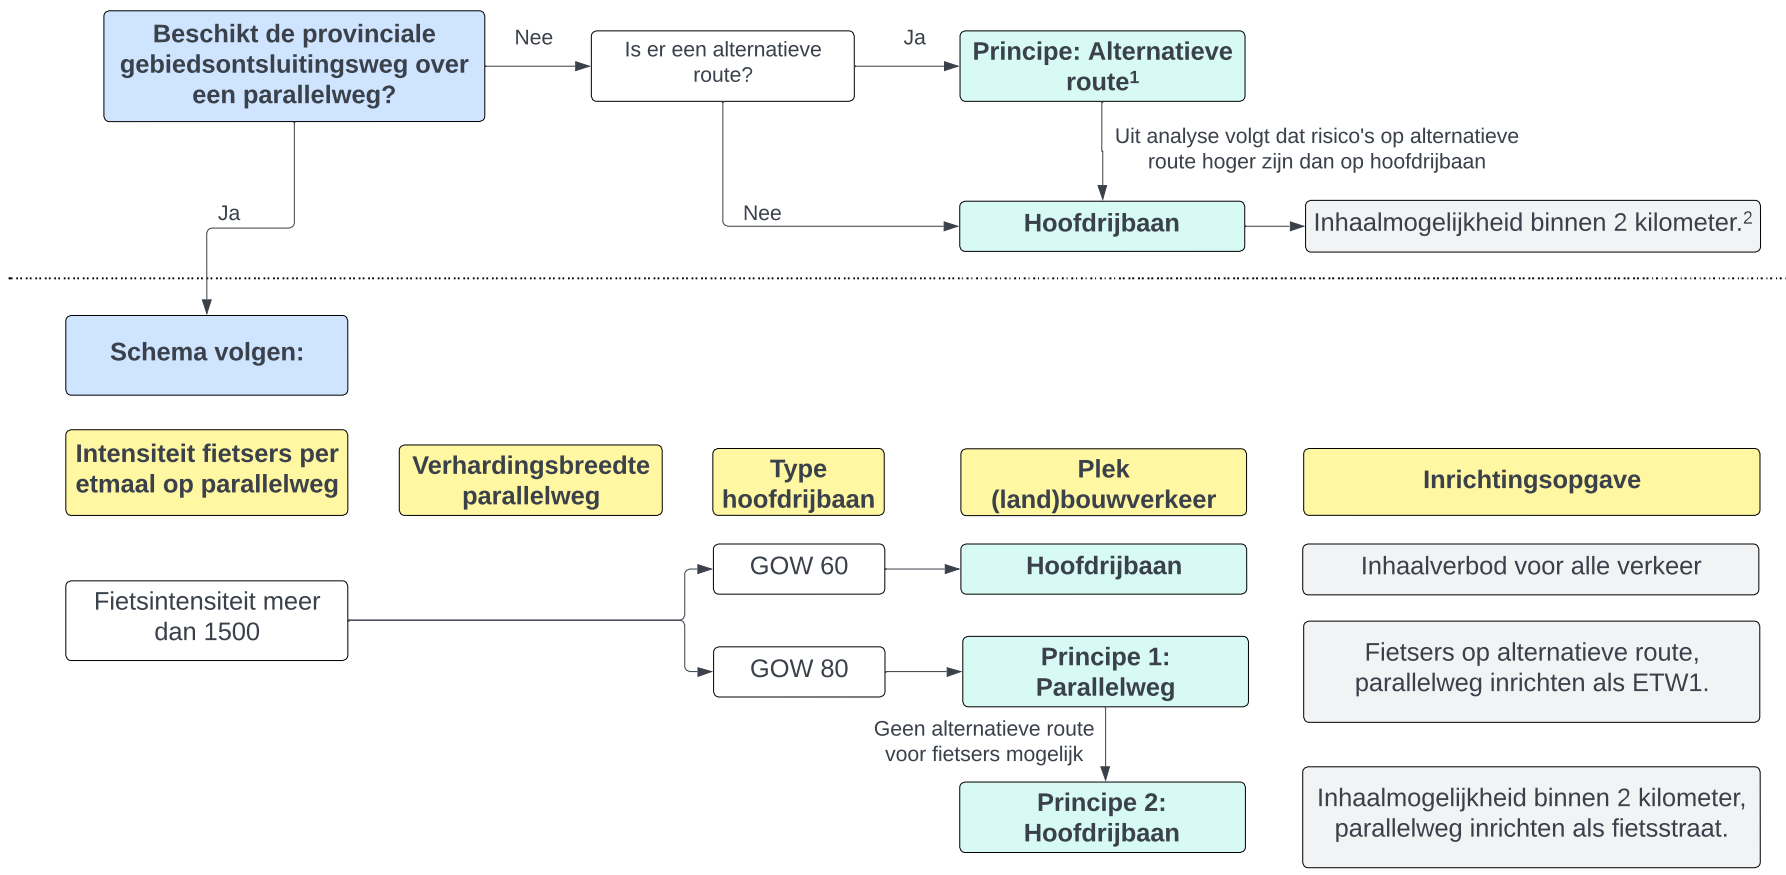 Beschikt de provinciale
gebiedsontsluitingsweg over
een parallelweg?
Nee
Is er een alternatieve
route?
Ja
Principe: Alternatieve
route¹
Uit analyse volgt dat risico's op alternatieve
route hoger zijn dan op hoofdrijbaan
Ja
Nee
Hoofdrijbaan
Inhaalmogelijkheid binnen 2 kilometer.²
Schema volgen:
Intensiteit fietsers per
etmaal op parallelweg
Verhardingsbreedte
parallelweg
Type
hoofdrijbaan
Plek
(land)bouwverkeer
Inrichtingsopgave
Fietsintensiteit meer
dan 1500
GOW 60
Hoofdrijbaan
Inhaalverbod voor alle verkeer
GOW 80
Principe 1:
Parallelweg
Fietsers op alternatieve route,
parallelweg inrichten als ETW1.
Geen alternatieve route
voor fietsers mogelijk
Principe 2:
Hoofdrijbaan
Inhaalmogelijkheid binnen 2 kilometer,
parallelweg inrichten als fietsstraat.